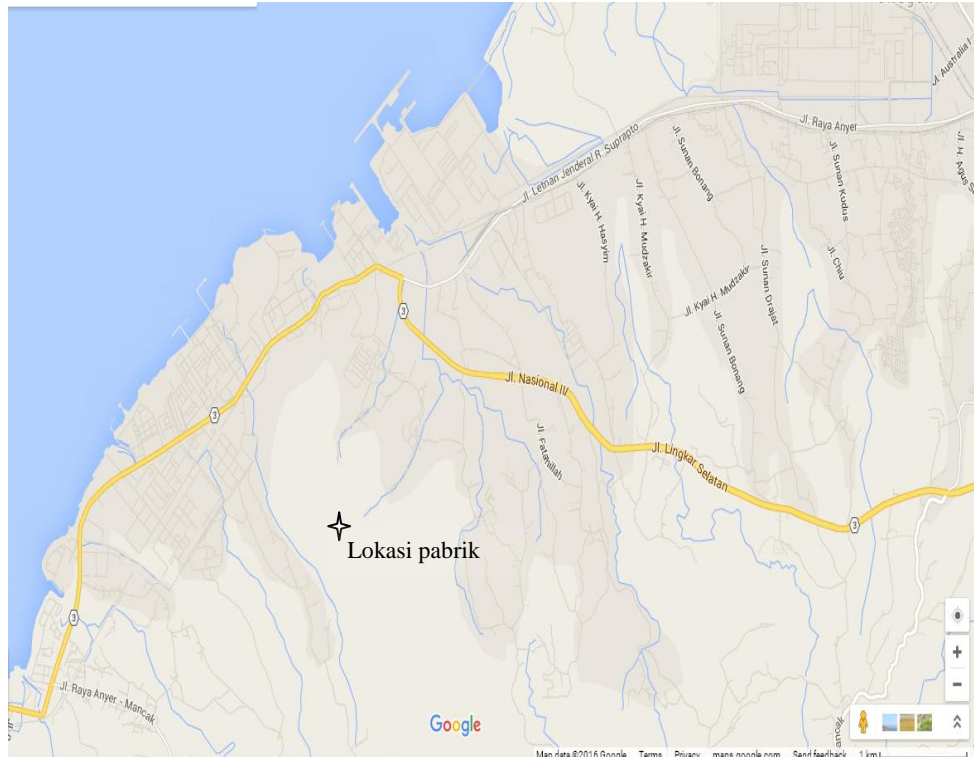 Jl. Australia I
Jl. Raya Anyer
Jl. Letnan Jenderal R. Suprapto
Jl. Sunan Bonang
Jl. Sunan Kudus
Jl. H. Agus S
Jl. Kyai H. Hasyim
Jl. Kyai H. Mudzakir
Jl. Sunan Drajat
Jl. Kyai H. Mudzakir
Jl. Sunan Bonang
3
Jl. Nasional III
3
Jl. Fatahillah
Jl. Lingkar Selatan
3
Lokasi pabrik
3
Jl. Raya Anyer - Mancak
Google
Map data ©2016 Google Terms Privacy maps.google.com Send feedback 1 km